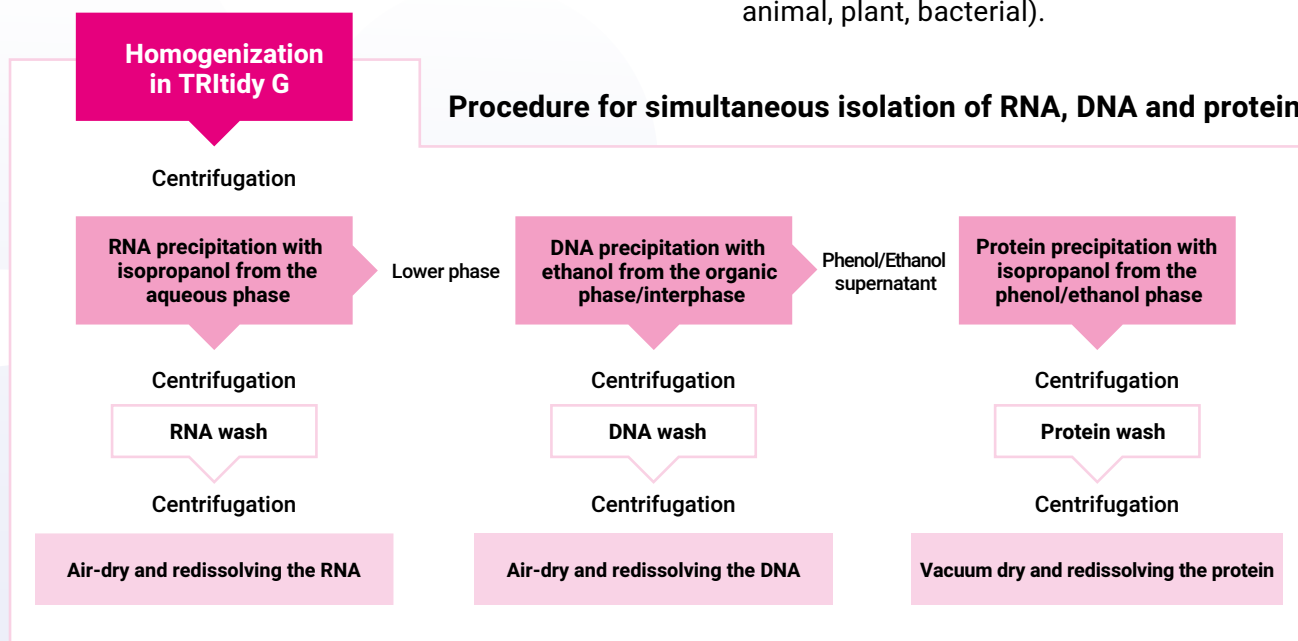 animal, plant, bacterial).
Homogenization
in TRItidy G
Procedure for simultaneous isolation of RNA, DNA and protein
Centrifugation
RNA precipitation with
isopropanol from the
aqueous phase
Lower phase
DNA precipitation with
ethanol from the organic
phase/interphase
Phenol/Ethanol
supernatant
Protein precipitation with
isopropanol from the
phenol/ethanol phase
Centrifugation
Centrifugation
Centrifugation
RNA wash
DNA wash
Protein wash
Centrifugation
Centrifugation
Centrifugation
Air-dry and redissolving the RNA
Air-dry and redissolving the DNA
Vacuum dry and redissolving the protein